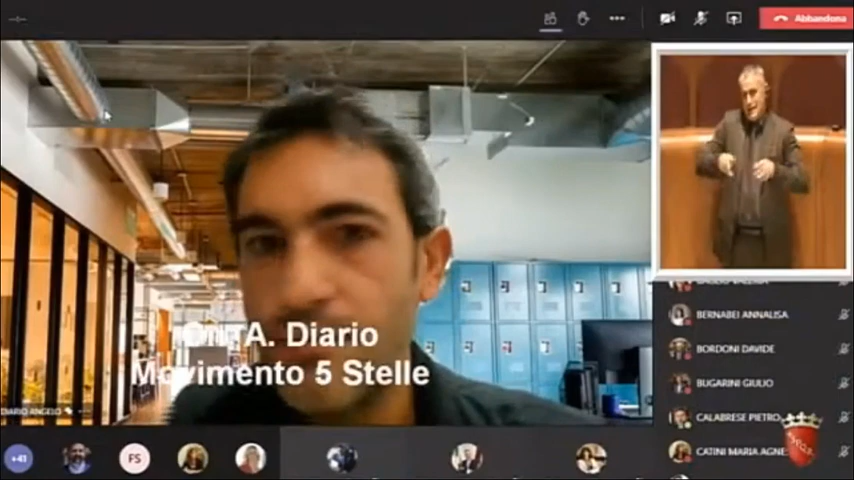 Abbandona
A. Diario
Movimento 5 Stelle
DIARIO ANGELO
BERNABEI ANNALISA
BORDONI DAVIDE
BUGARINI GIULIO
CALABRESE PIETRO
CATINI MARIA AGNE
+41
FS